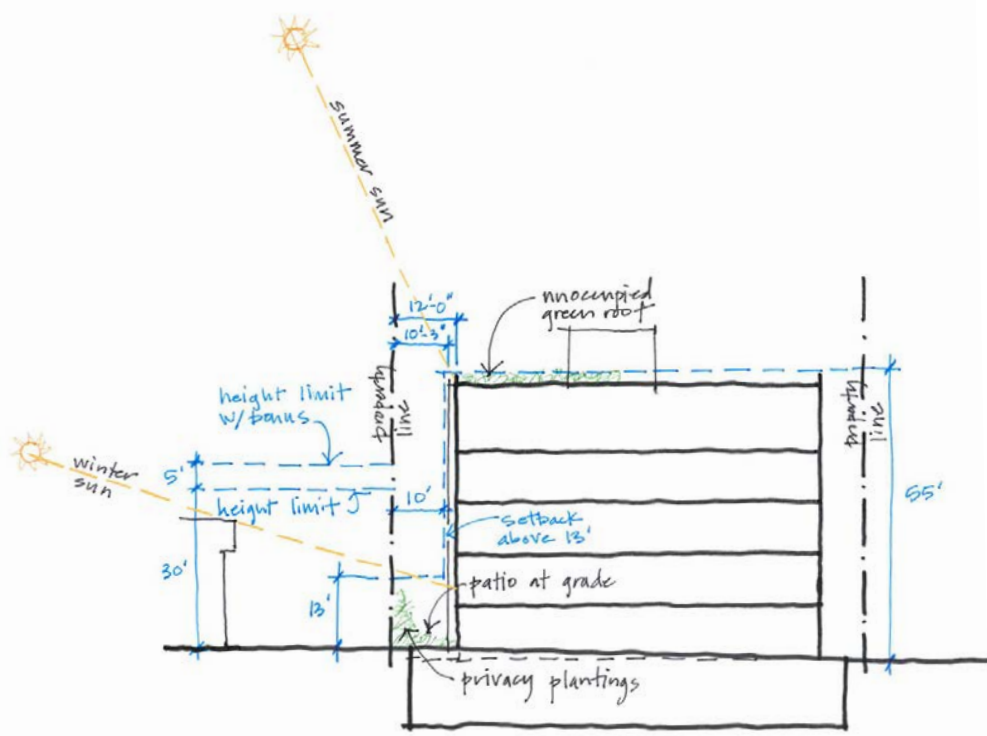 summer sun
12'-0"
10'-3"
unoccupied
green roof
property
line
height limit
w/ bonus
property
line
winter
sun
5'
height limit
10'
setback
above 13'
55'
30'
13'
patio at grade
privacy plantings